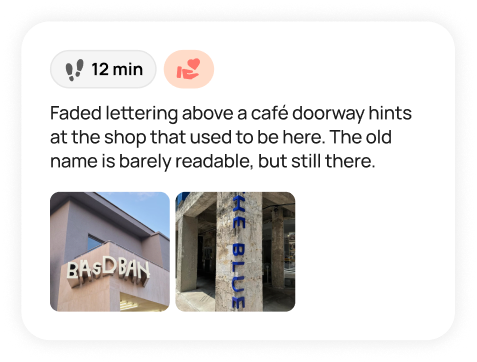 12 min
Faded lettering above a café doorway hints
at the shop that used to be here. The old
name is barely readable, but still there.
BAsDBAN
HE BLUE